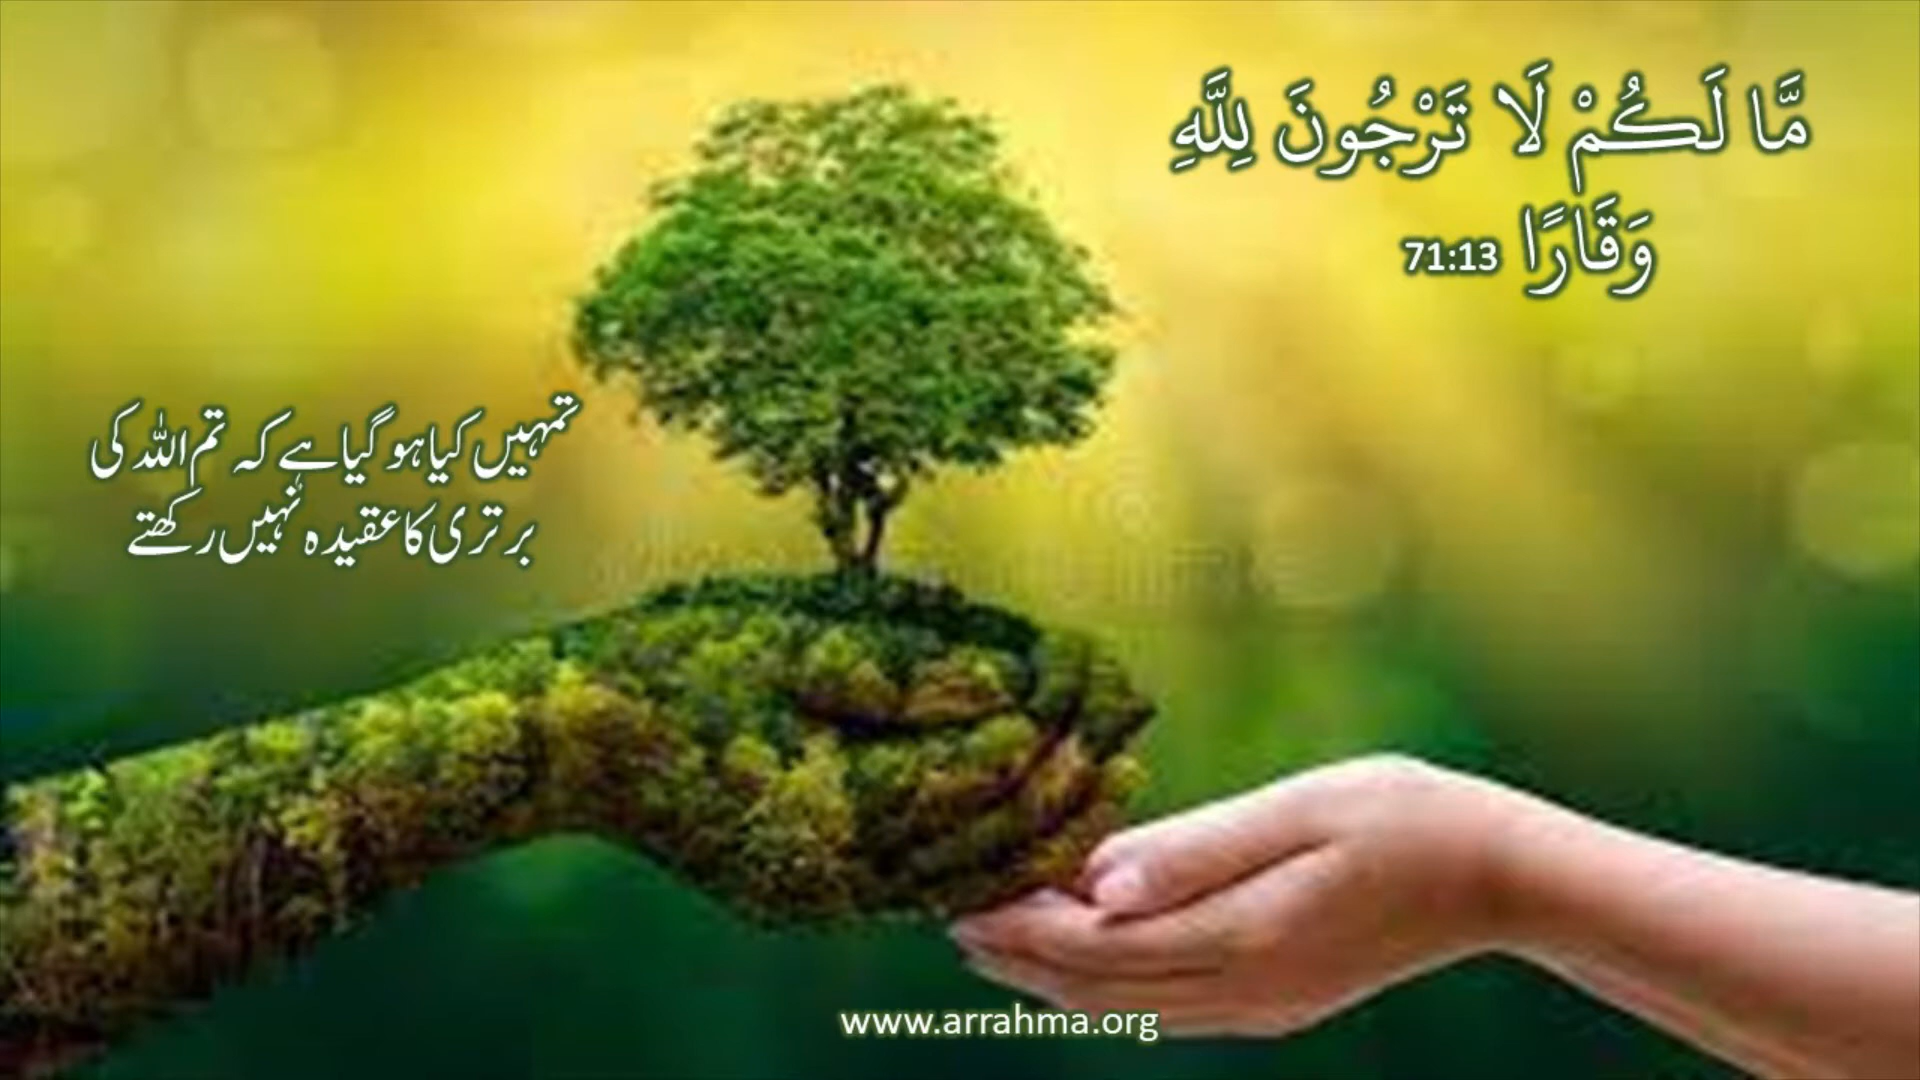 مَّا لَكُمْ لَا تَرْجُونَ لِلَّهِ
وَقَارًا 71:13
تمہیں کیا ہو گیا ہے کہ تم اللہ کی
برتری کا عقیدہ نہیں رکھتے
www.arrahma.org